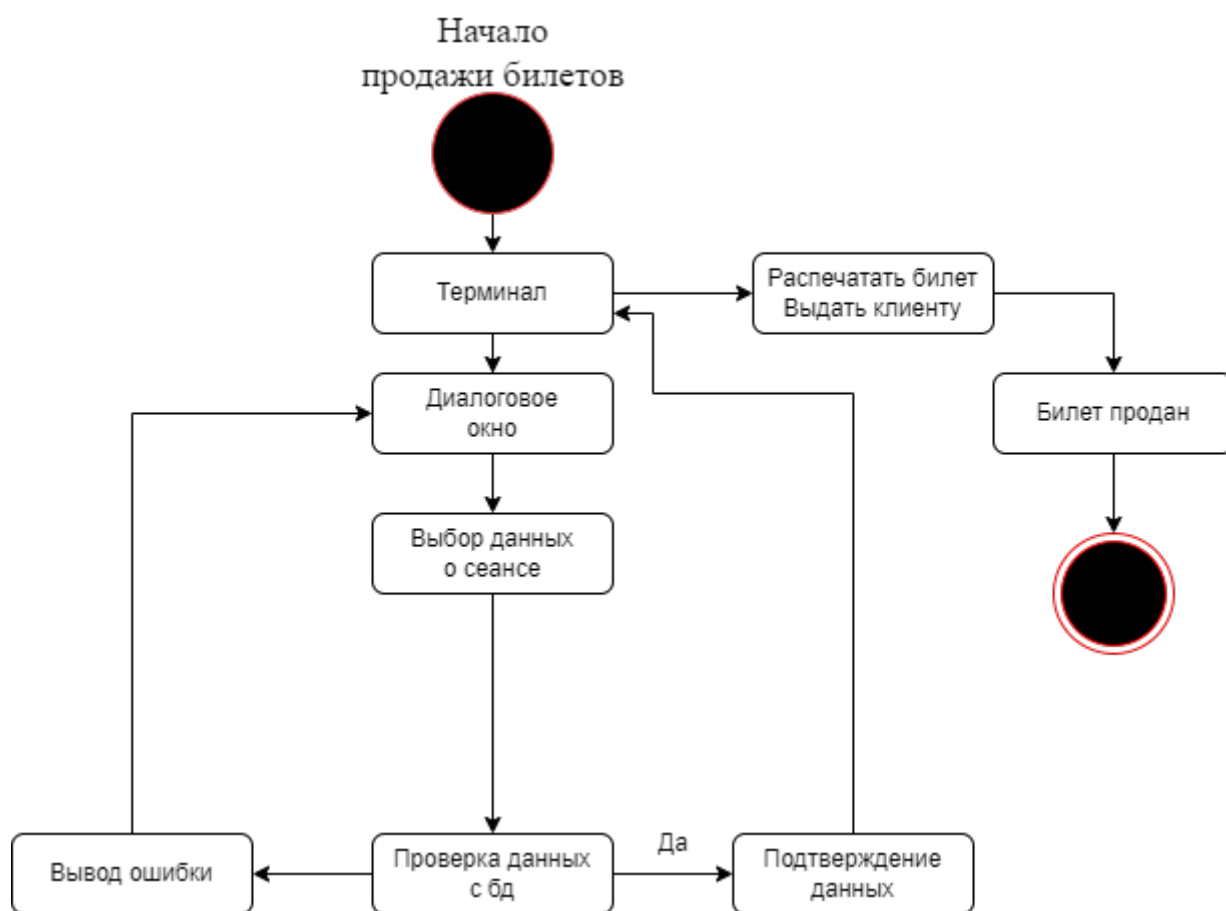 Начало
продажи билетов
Терминал
Распечатать билет
Выдать клиенту
Диалоговое
окно
Билет продан
Выбор данных
о сеансе
Вывод ошибки
Проверка данных
с бд
Да
Подтверждение
данных